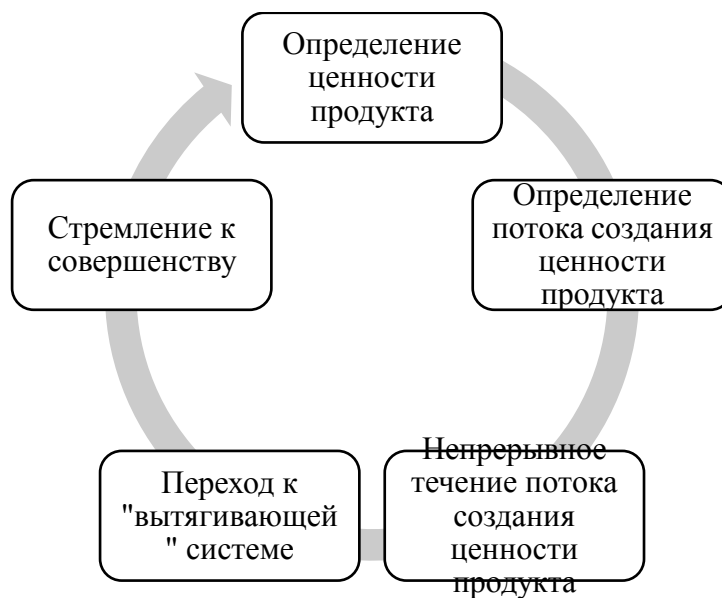 Определение
ценности
продукта
Определение
потока создания
ценности
продукта
Непрерывное
течение потока
создания
ценности
продукта
Переход к
"вытягивающей
" системе
Стремление к
совершенству